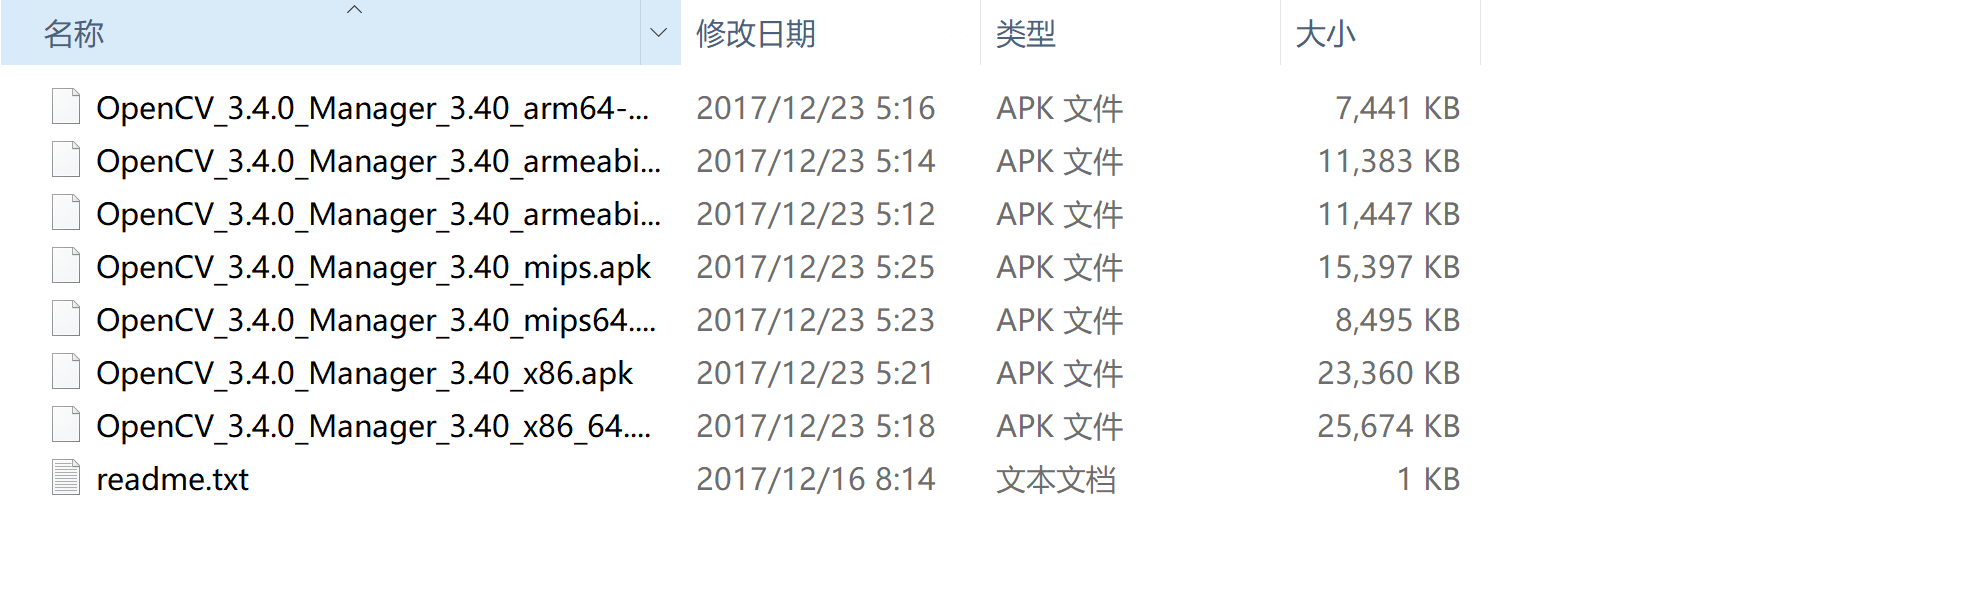 名称 修改日期 类型 大小
OpenCV_3.4.0_Manager_3.40_arm64-... 2017/12/23 5:16 APK 文件 7,441 KB
OpenCV_3.4.0_Manager_3.40_armeabi... 2017/12/23 5:14 APK 文件 11,383 KB
OpenCV_3.4.0_Manager_3.40_armeabi... 2017/12/23 5:12 APK 文件 11,447 KB
OpenCV_3.4.0_Manager_3.40_mips.apk 2017/12/23 5:25 APK 文件 15,397 KB
OpenCV_3.4.0_Manager_3.40_mips64.... 2017/12/23 5:23 APK 文件 8,495 KB
OpenCV_3.4.0_Manager_3.40_x86.apk 2017/12/23 5:21 APK 文件 23,360 KB
OpenCV_3.4.0_Manager_3.40_x86_64.... 2017/12/23 5:18 APK 文件 25,674 KB
readme.txt 2017/12/16 8:14 文本文档 1 KB